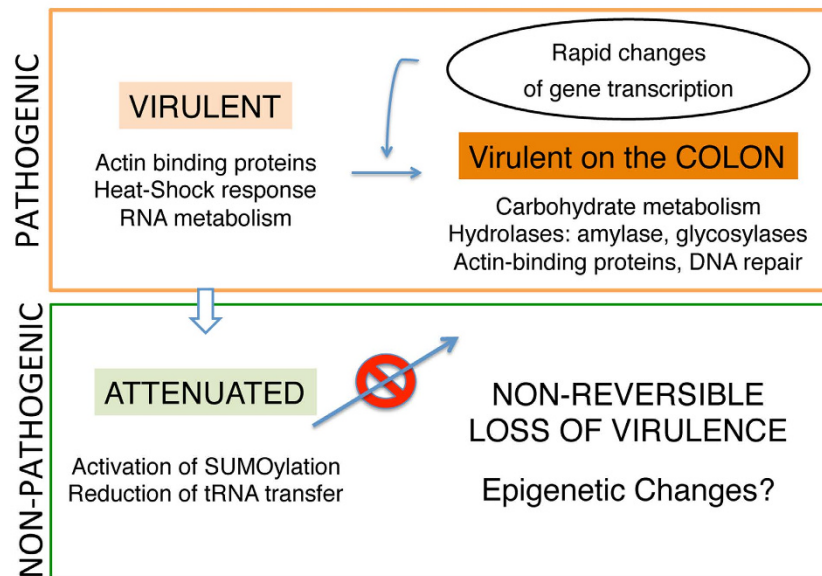 PATHOGENIC
VIRULENT
Actin binding proteins
Heat-Shock response
RNA metabolism
Rapid changes
of gene transcription
Virulent on the COLON
Carbohydrate metabolism
Hydrolases: amylase, glycosylases
Actin-binding proteins, DNA repair
NON-PATHOGENIC
ATTENUATED
Activation of SUMOylation
Reduction of tRNA transfer
NON-REVERSIBLE
LOSS OF VIRULENCE
Epigenetic Changes?